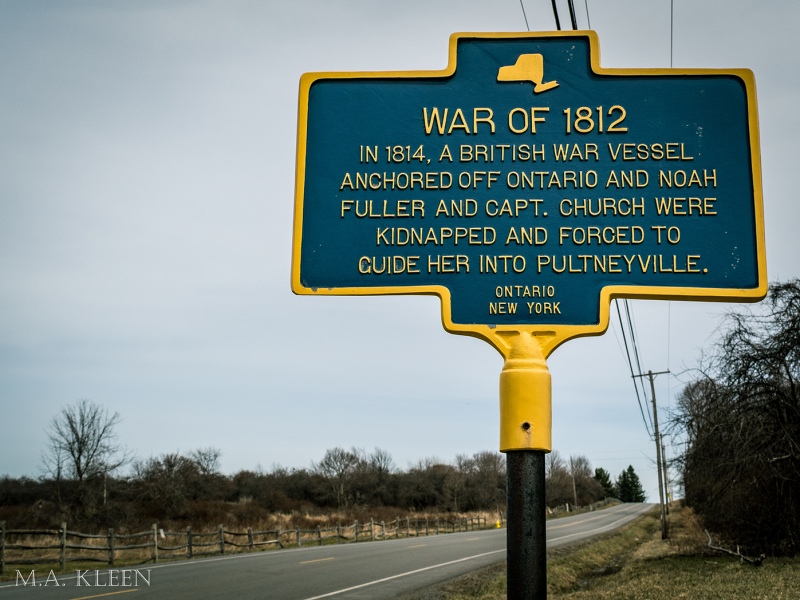 WAR OF 1812
IN 1814, A BRITISH WAR VESSEL
ANCHORED OFF ONTARIO AND NOAH
FULLER AND CAPT. CHURCH WERE
KIDNAPPED AND FORCED TO
GUIDE HER INTO PULTNEYVILLE.
ONTARIO
NEW YORK
M.A. KLEEN